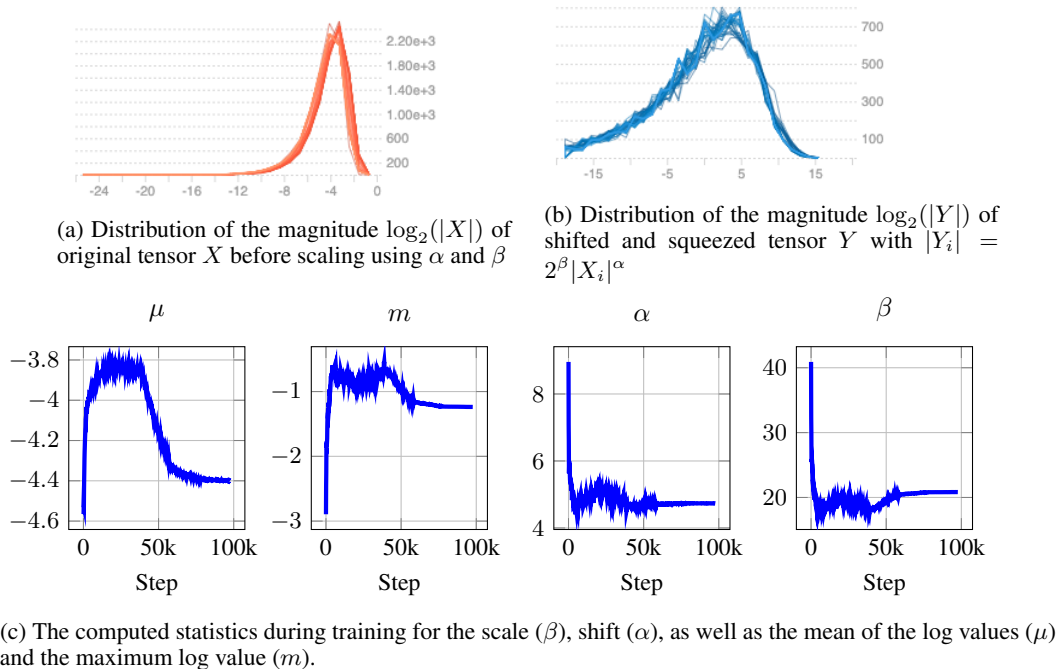 2.20e+3
1.80e+3
1.40e+3
1.00e+3
600
200
-24 -20 -16 -12 -8 -4 0
700
500
300
100
-15 -5 5 15
(a) Distribution of the magnitude log₂(|X|) of
original tensor X before scaling using α and β
(b) Distribution of the magnitude log₂(|Y|) of
shifted and squeezed tensor Y with |Yᵢ| =
2^β|Xᵢ|^α
μ
−3.8
−4
−4.2
−4.4
−4.6
0 50k 100k
Step
m
−1
−2
−3
0 50k 100k
Step
α
8
6
4
0 50k 100k
Step
β
40
30
20
0 50k 100k
Step
(c) The computed statistics during training for the scale (β), shift (α), as well as the mean of the log values (μ)
and the maximum log value (m).